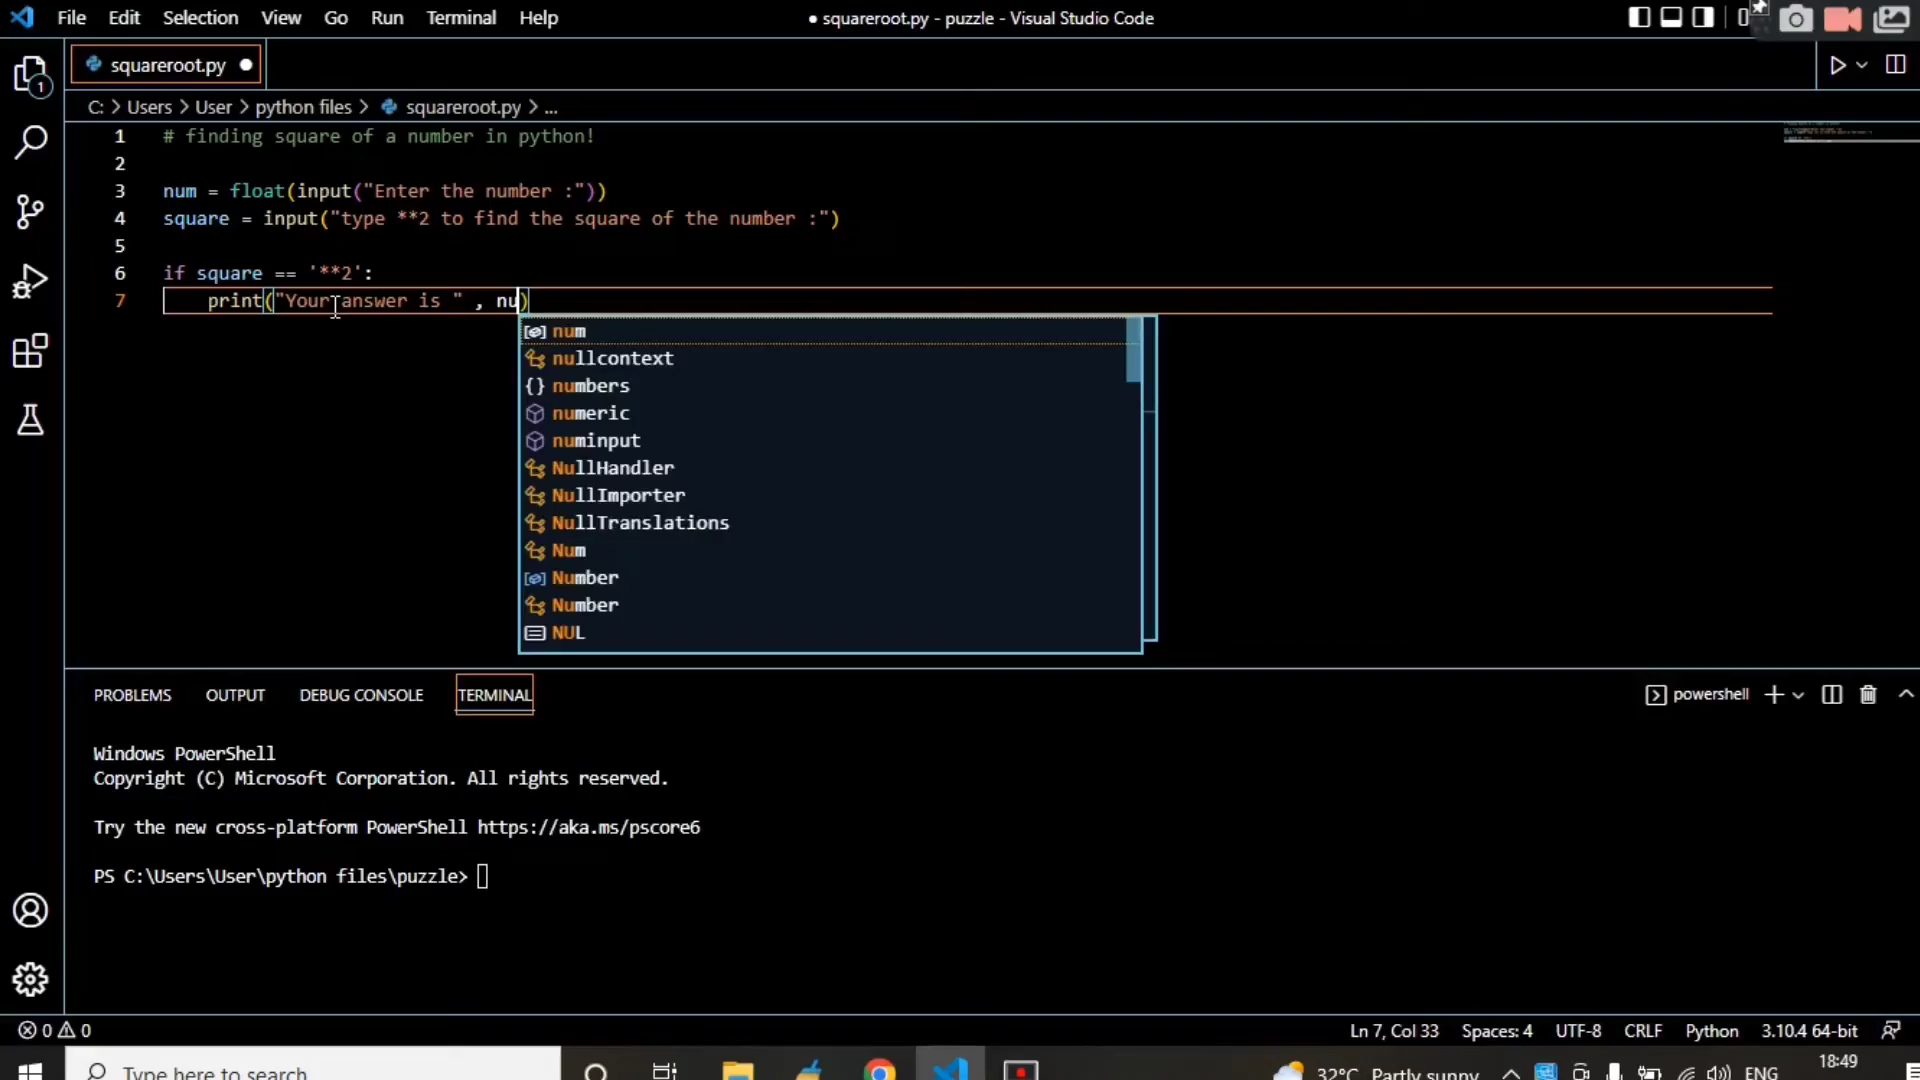 File Edit Selection View Go Run Terminal Help
● squareroot.py - puzzle - Visual Studio Code
squareroot.py ●
1
C: > Users > User > python files > squareroot.py > ...
1 # finding square of a number in python!
2
3 num = float(input("Enter the number :"))
4 square = input("type **2 to find the square of the number :")
5
6 if square == '**2':
7 print("Your answer is " , nu)
num
nullcontext
numbers
numeric
numinput
NullHandler
NullImporter
NullTranslations
Num
Number
Number
NUL
PROBLEMS OUTPUT DEBUG CONSOLE TERMINAL
powershell
Windows PowerShell
Copyright (C) Microsoft Corporation. All rights reserved.
Try the new cross-platform PowerShell https://aka.ms/pscore6
PS C:\Users\User\python files\puzzle>
0 0
Ln 7, Col 33 Spaces: 4 UTF-8 CRLF Python 3.10.4 64-bit
Type here to search
32°C Partly sunny
ENG
18:49